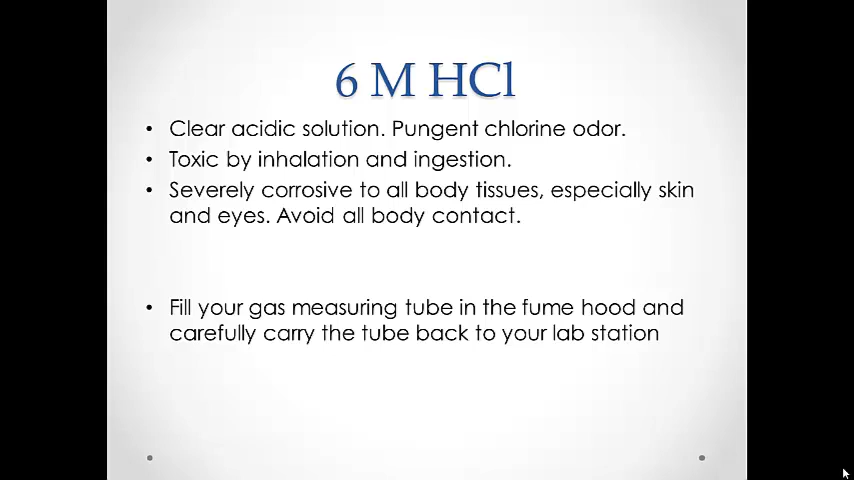 6 M HCl
• Clear acidic solution. Pungent chlorine odor.
• Toxic by inhalation and ingestion.
• Severely corrosive to all body tissues, especially skin
and eyes. Avoid all body contact.
• Fill your gas measuring tube in the fume hood and
carefully carry the tube back to your lab station